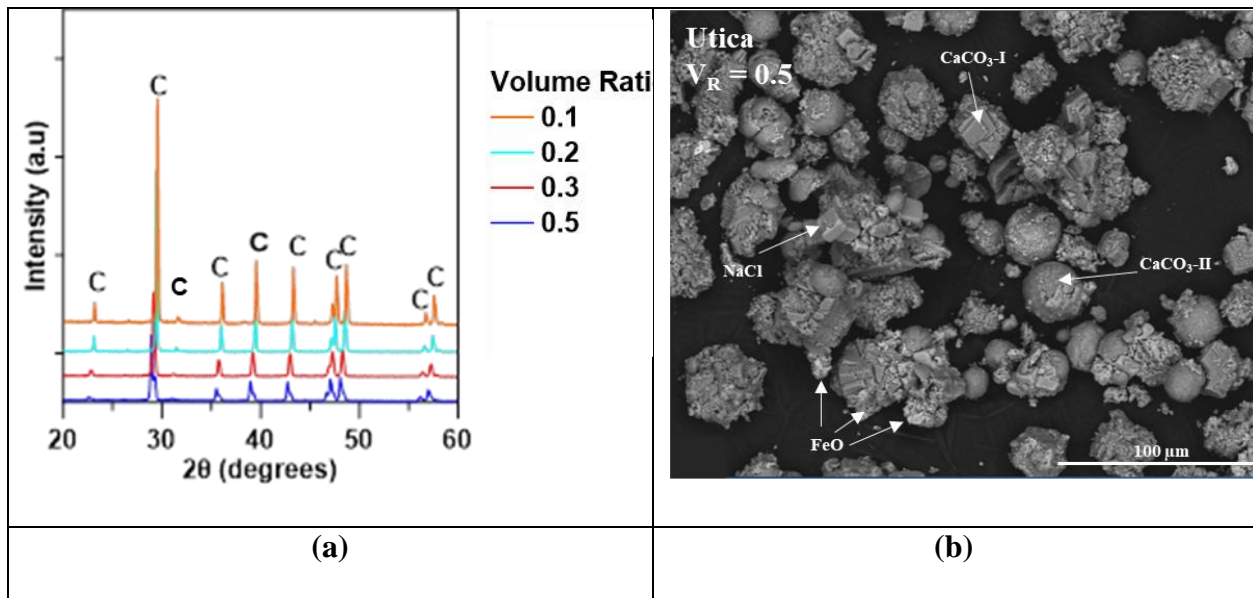 C
C
C
C
C
C
C
C
C
C
Intensity (a.u)
20
30
40
50
60
2θ (degrees)
Volume Rati
0.1
0.2
0.3
0.5
Utica
V_R = 0.5
CaCO₃-I
NaCl
CaCO₃-II
FeO
100 µm
(a)
(b)